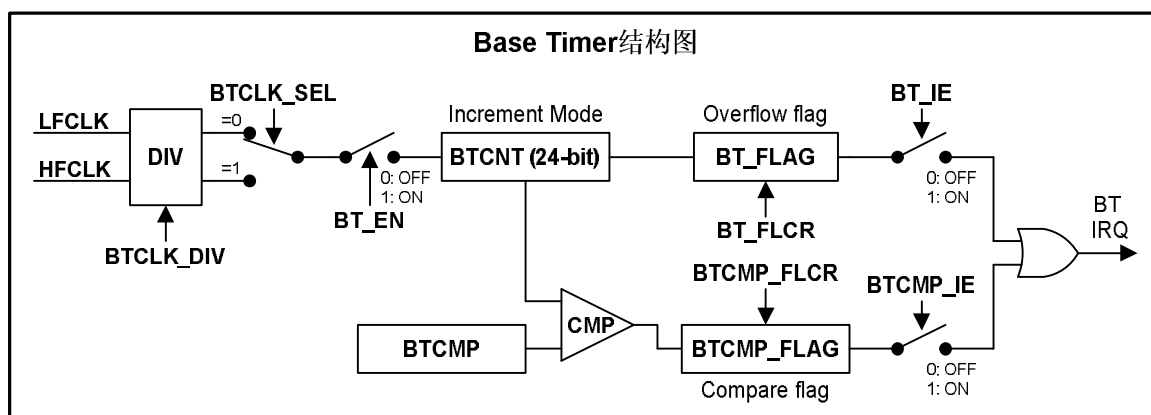 Base Timer结构图
BTCLK_SEL
Increment Mode
Overflow flag
BT_IE
LFCLK
=0
DIV
BTCNT (24-bit)
BT_FLAG
HFCLK
=1
0: OFF
1: ON
0: OFF
1: ON
BT_EN
BT_FLCR
BT
IRQ
BTCLK_DIV
BTCMP_FLCR
BTCMP_IE
CMP
BTCMP
BTCMP_FLAG
0: OFF
1: ON
Compare flag